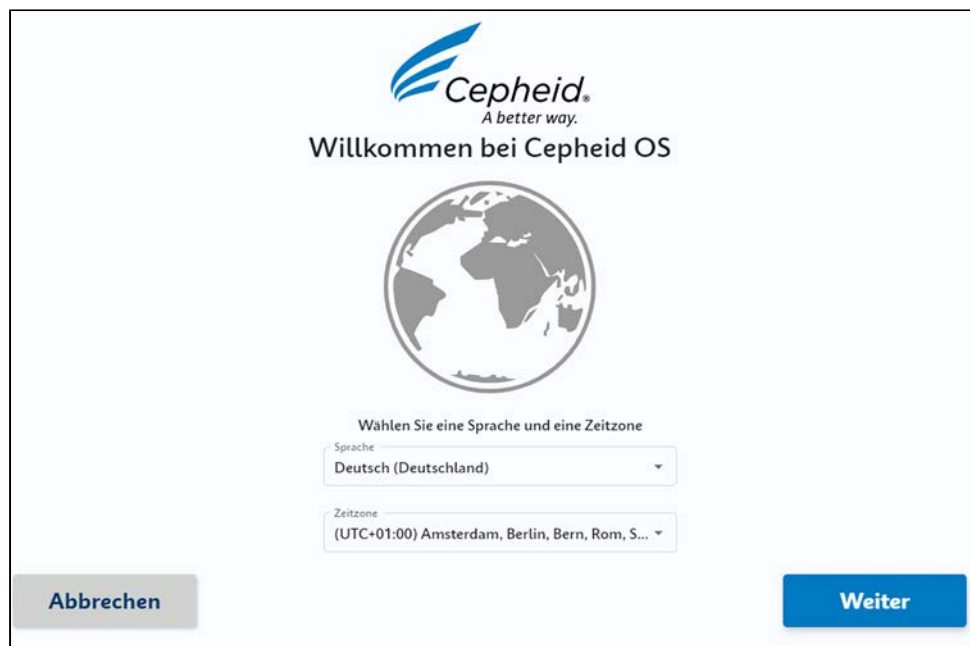 Cepheid®
A better way.
Willkommen bei Cepheid OS
Wählen Sie eine Sprache und eine Zeitzone
Sprache
Deutsch (Deutschland)
Zeitzone
(UTC+01:00) Amsterdam, Berlin, Bern, Rom, S...
Abbrechen
Weiter